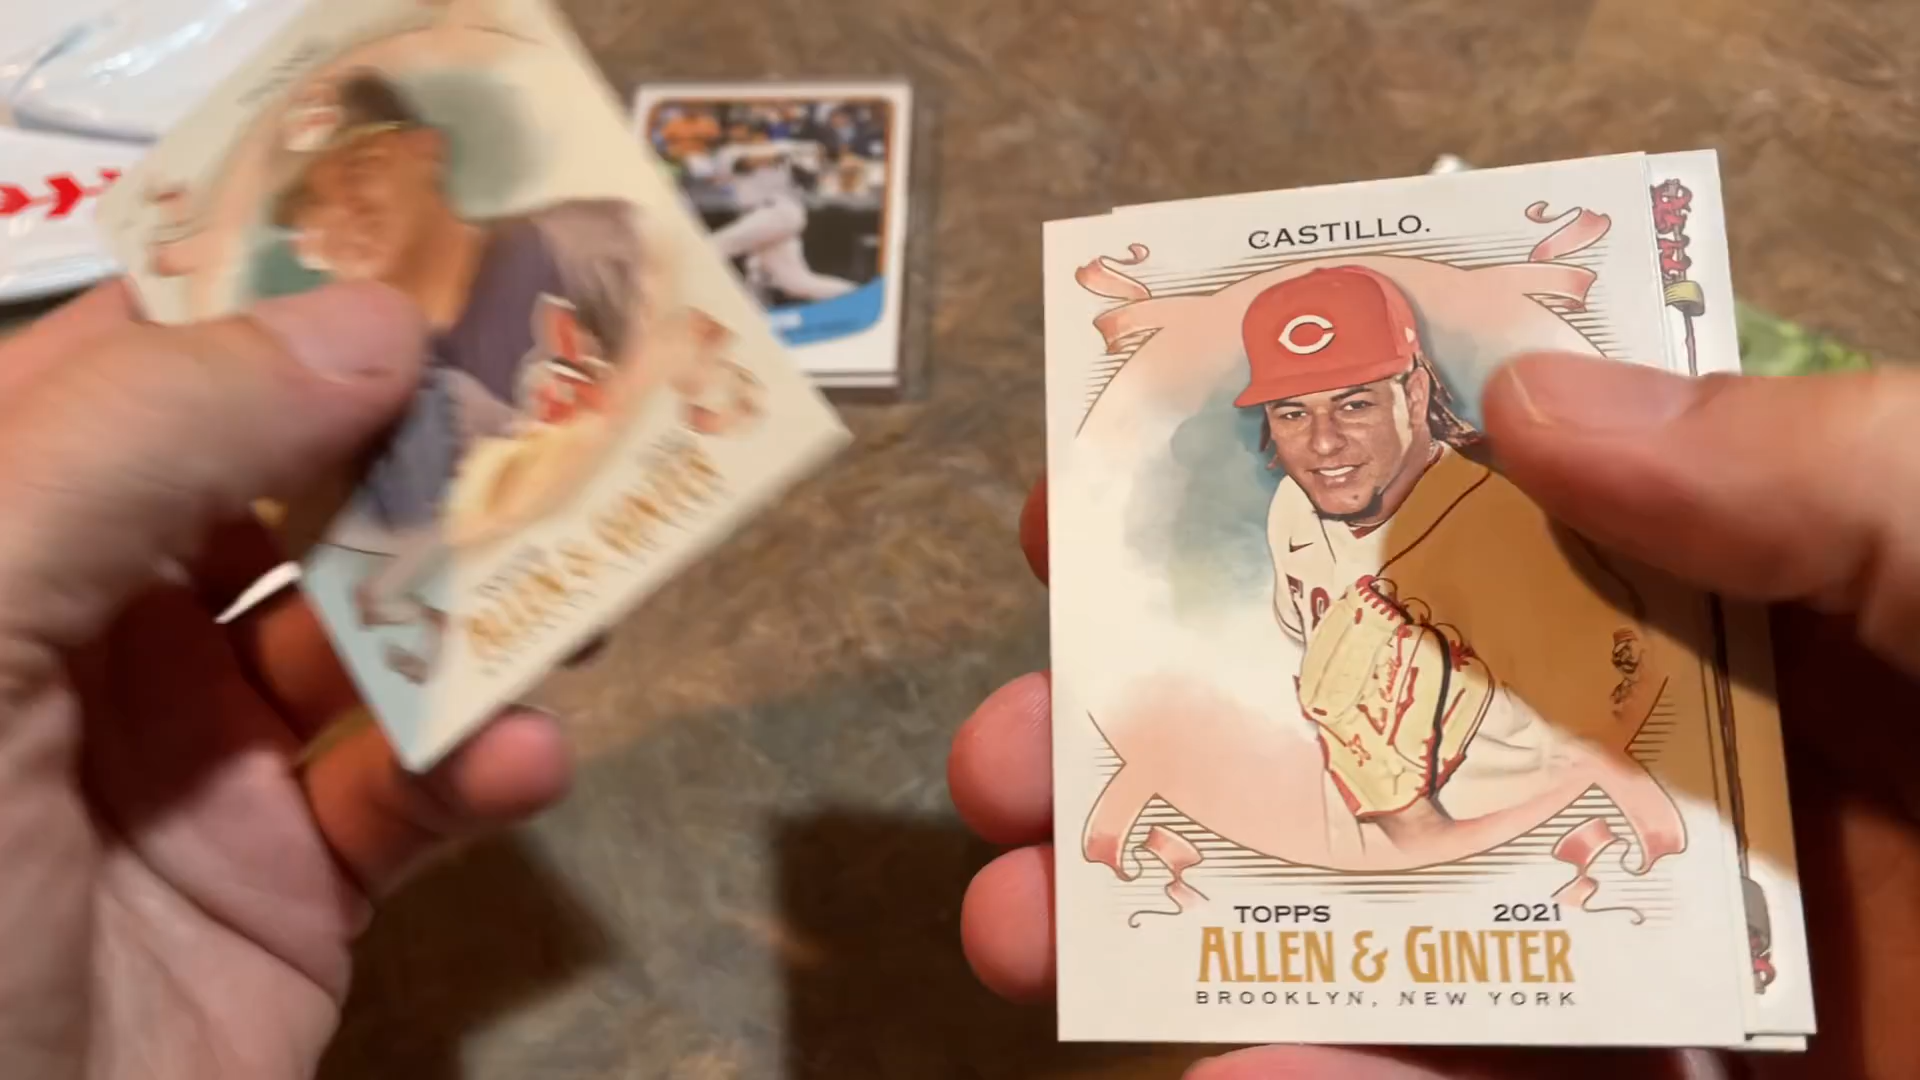 CASTILLO.
TOPPS 2021
ALLEN & GINTER
BROOKLYN, NEW YORK